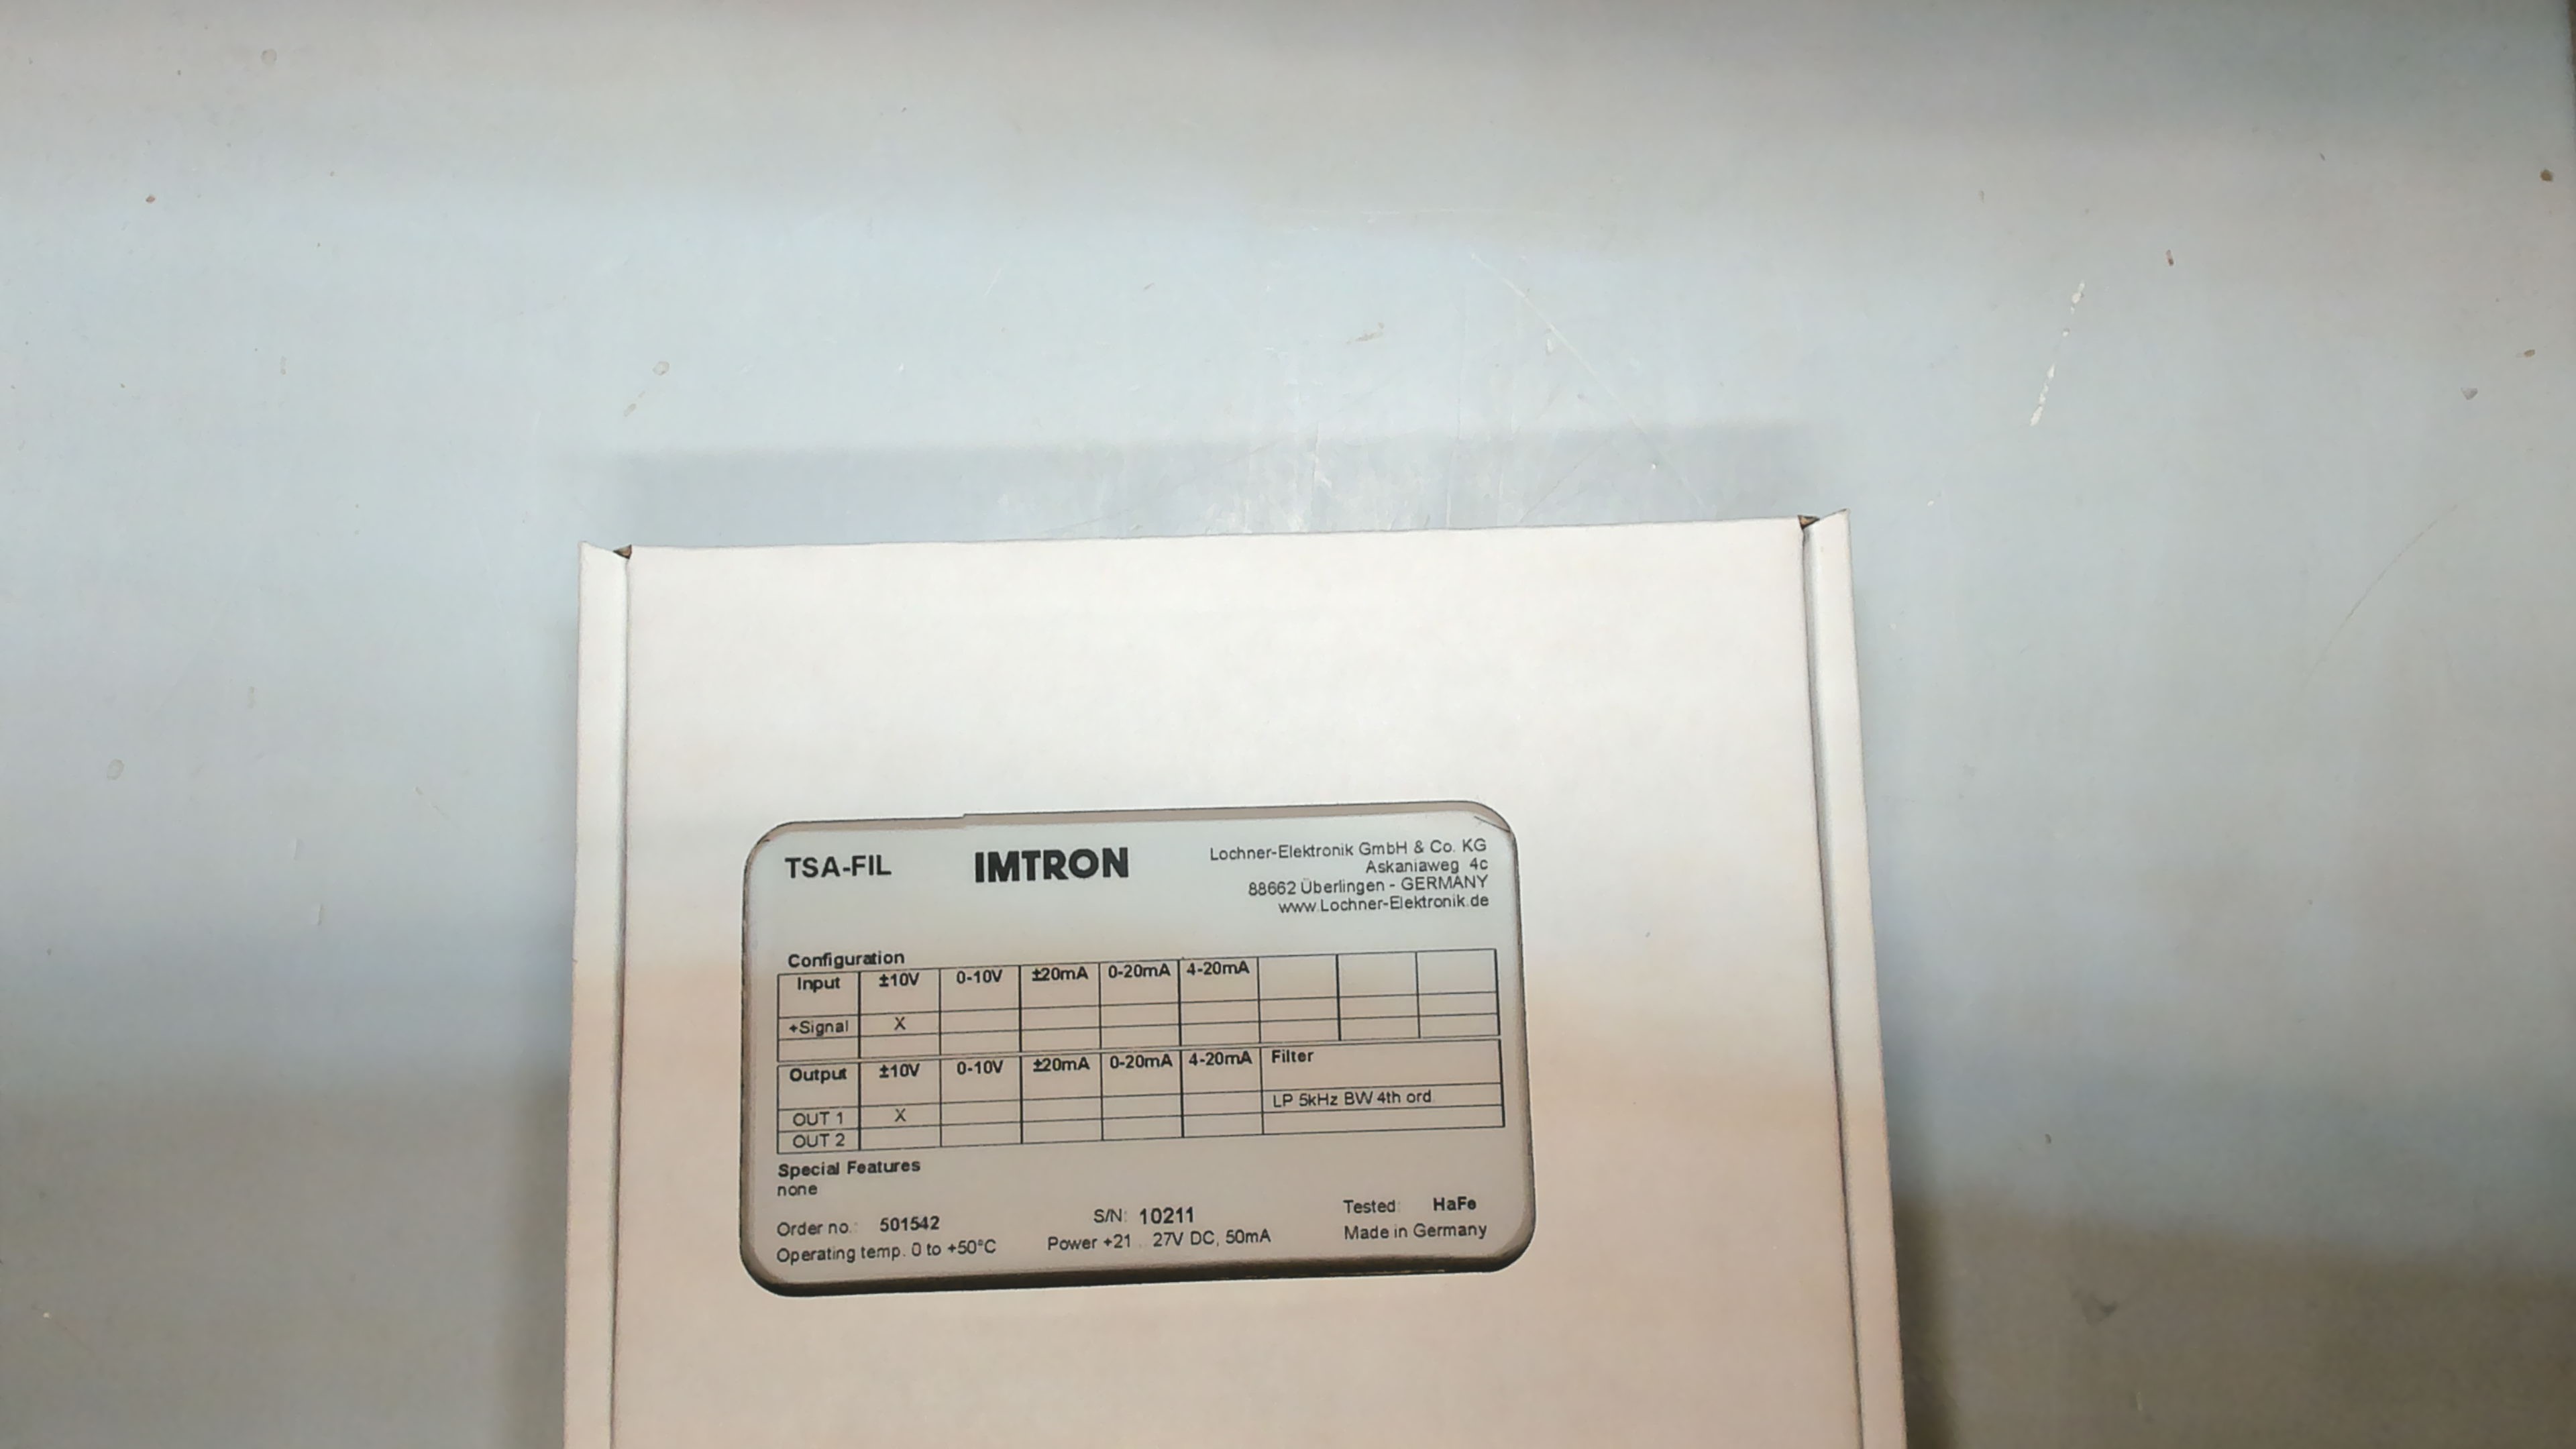 TSA-FIL IMTRON Lochner-Elektronik GmbH & Co. KG
Askaniaweg 4c
88662 Überlingen - GERMANY
www.Lochner-Elektronik.de
Configuration
Input ±10V 0-10V ±20mA 0-20mA 4-20mA
+Signal X
Output ±10V 0-10V ±20mA 0-20mA 4-20mA Filter
OUT 1 X LP 5kHz BW 4th ord.
OUT 2
Special Features
none
Order no.: 501542 S/N: 10211 Tested: HaFe
Operating temp. 0 to +50°C Power +21 .. 27V DC, 50mA Made in Germany